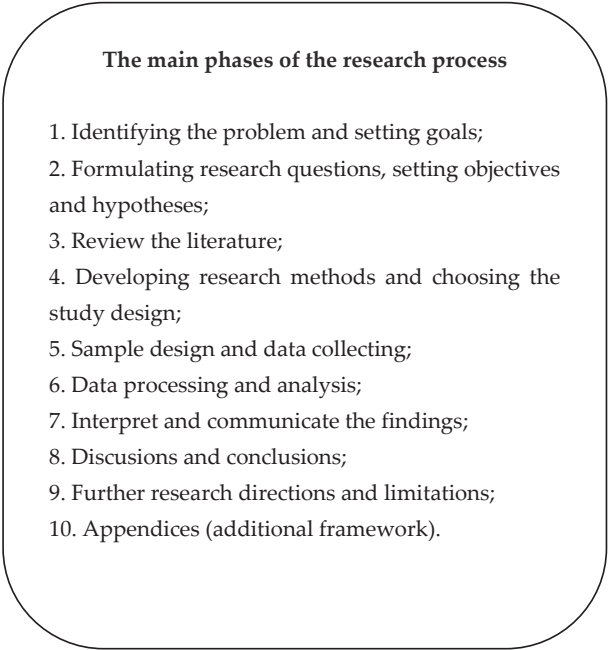 The main phases of the research process
1. Identifying the problem and setting goals;
2. Formulating research questions, setting objectives
and hypotheses;
3. Review the literature;
4. Developing research methods and choosing the
study design;
5. Sample design and data collecting;
6. Data processing and analysis;
7. Interpret and communicate the findings;
8. Discusions and conclusions;
9. Further research directions and limitations;
10. Appendices (additional framework).